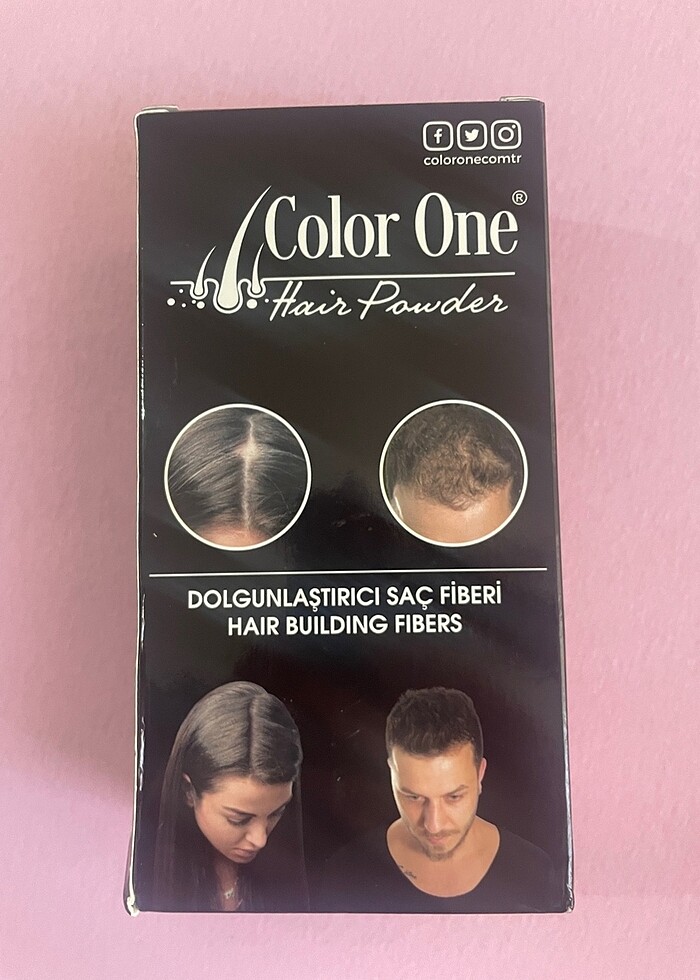 coloronecomtr
Color One®
Hair Powder
DOLGUNLAŞTIRICI SAÇ FİBERİ
HAIR BUILDING FIBERS